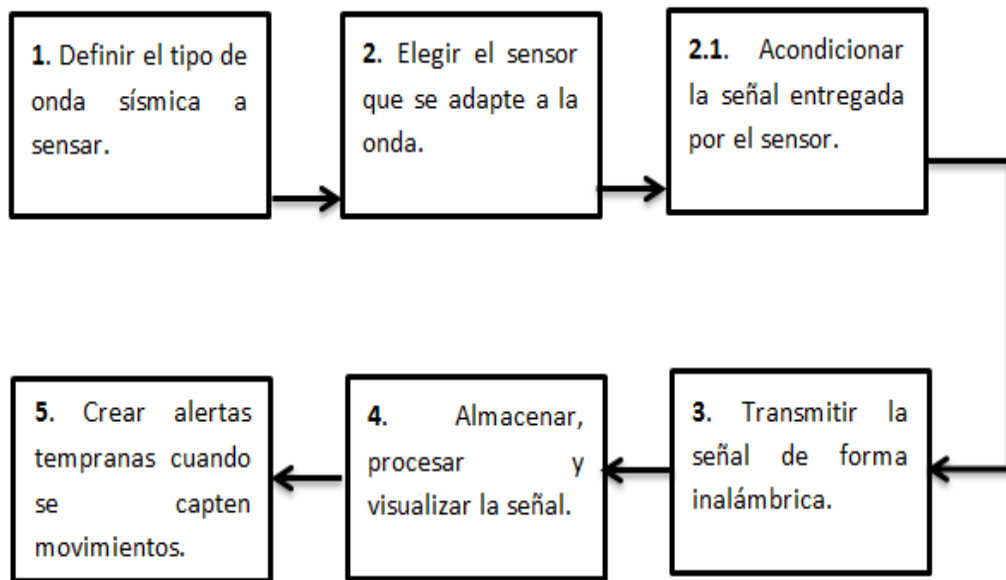 1. Definir el tipo de
onda sísmica a
sensar.
2. Elegir el sensor
que se adapte a la
onda.
2.1. Acondicionar
la señal entregada
por el sensor.
3. Transmitir la
señal de forma
inalámbrica.
4. Almacenar,
procesar y
visualizar la señal.
5. Crear alertas
tempranas cuando
se capten
movimientos.